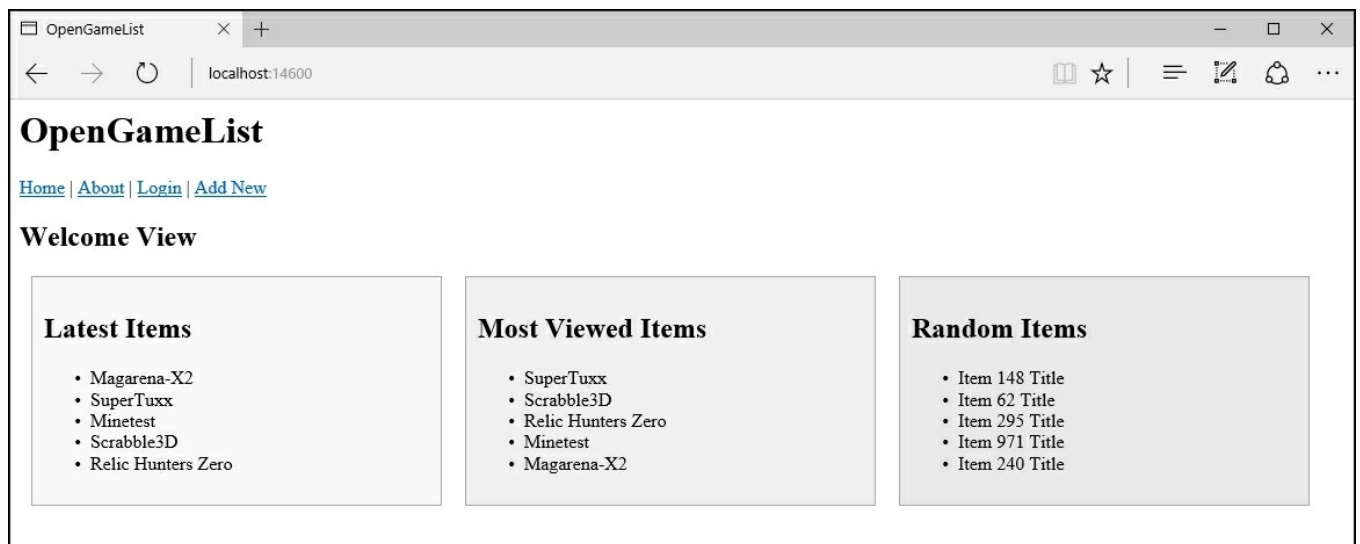 OpenGameList
localhost:14600
OpenGameList
Home | About | Login | Add New
Welcome View
Latest Items
• Magarena-X2
• SuperTuxx
• Minetest
• Scrabble3D
• Relic Hunters Zero
Most Viewed Items
• SuperTuxx
• Scrabble3D
• Relic Hunters Zero
• Minetest
• Magarena-X2
Random Items
• Item 148 Title
• Item 62 Title
• Item 295 Title
• Item 971 Title
• Item 240 Title